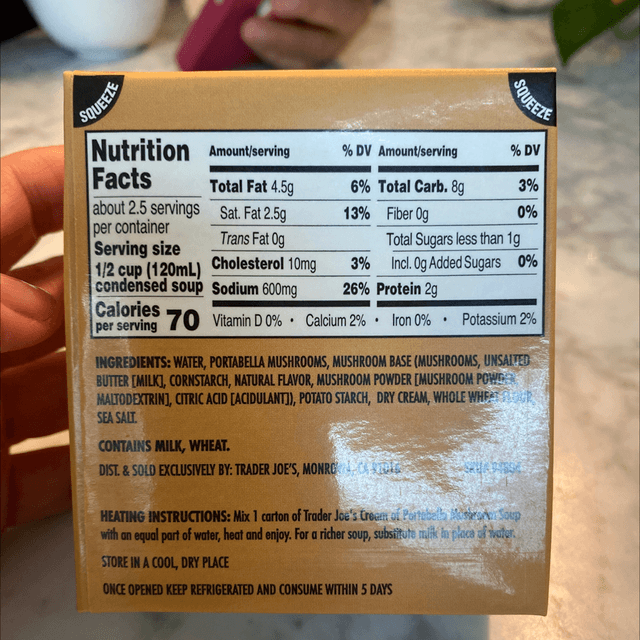 SQUEEZE
SQUEEZE
Nutrition
Facts
about 2.5 servings
per container
Serving size
1/2 cup (120mL)
condensed soup
Calories
per serving 70
Amount/serving % DV
Total Fat 4.5g 6%
Sat. Fat 2.5g 13%
Trans Fat 0g
Cholesterol 10mg 3%
Sodium 600mg 26%
Amount/serving % DV
Total Carb. 8g 3%
Fiber 0g 0%
Total Sugars less than 1g
Incl. 0g Added Sugars 0%
Protein 2g
Vitamin D 0% • Calcium 2% • Iron 0% • Potassium 2%
INGREDIENTS: WATER, PORTABELLA MUSHROOMS, MUSHROOM BASE (MUSHROOMS, UNSALTED
BUTTER [MILK], CORNSTARCH, NATURAL FLAVOR, MUSHROOM POWDER [MUSHROOM POWDER,
MALTODEXTRIN], CITRIC ACID [ACIDULANT]), POTATO STARCH, DRY CREAM, WHOLE WHEAT FLOUR,
SEA SALT.
CONTAINS MILK, WHEAT.
DIST. & SOLD EXCLUSIVELY BY: TRADER JOE'S, MONROVIA, CA 91016
HEATING INSTRUCTIONS: Mix 1 carton of Trader Joe's Cream of Portabella Mushroom Soup
with an equal part of water, heat and enjoy. For a richer soup, substitute milk in place of water.
STORE IN A COOL, DRY PLACE
ONCE OPENED KEEP REFRIGERATED AND CONSUME WITHIN 5 DAYS